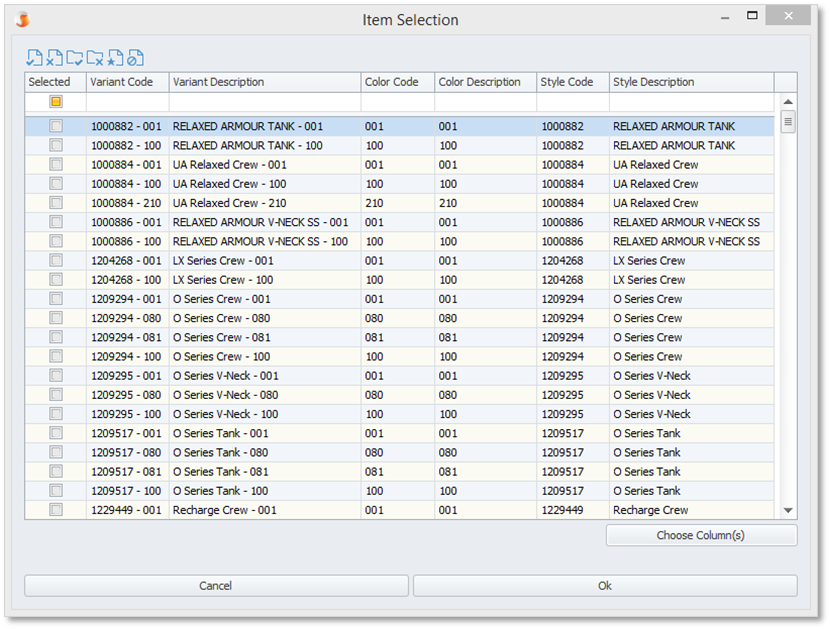 Item Selection
Selected Variant Code Variant Description Color Code Color Description Style Code Style Description
1000882 - 001 RELAXED ARMOUR TANK - 001 001 001 1000882 RELAXED ARMOUR TANK
1000882 - 100 RELAXED ARMOUR TANK - 100 100 100 1000882 RELAXED ARMOUR TANK
1000884 - 001 UA Relaxed Crew - 001 001 001 1000884 UA Relaxed Crew
1000884 - 100 UA Relaxed Crew - 100 100 100 1000884 UA Relaxed Crew
1000884 - 210 UA Relaxed Crew - 210 210 210 1000884 UA Relaxed Crew
1000886 - 001 RELAXED ARMOUR V-NECK SS - 001 001 001 1000886 RELAXED ARMOUR V-NECK SS
1000886 - 100 RELAXED ARMOUR V-NECK SS - 100 100 100 1000886 RELAXED ARMOUR V-NECK SS
1204268 - 001 LX Series Crew - 001 001 001 1204268 LX Series Crew
1204268 - 100 LX Series Crew - 100 100 100 1204268 LX Series Crew
1209294 - 001 O Series Crew - 001 001 001 1209294 O Series Crew
1209294 - 080 O Series Crew - 080 080 080 1209294 O Series Crew
1209294 - 081 O Series Crew - 081 081 081 1209294 O Series Crew
1209294 - 100 O Series Crew - 100 100 100 1209294 O Series Crew
1209295 - 001 O Series V-Neck - 001 001 001 1209295 O Series V-Neck
1209295 - 080 O Series V-Neck - 080 080 080 1209295 O Series V-Neck
1209295 - 100 O Series V-Neck - 100 100 100 1209295 O Series V-Neck
1209517 - 001 O Series Tank - 001 001 001 1209517 O Series Tank
1209517 - 080 O Series Tank - 080 080 080 1209517 O Series Tank
1209517 - 081 O Series Tank - 081 081 081 1209517 O Series Tank
1209517 - 100 O Series Tank - 100 100 100 1209517 O Series Tank
1229449 - 001 Recharge Crew - 001 001 001 1229449 Recharge Crew
Choose Column(s)
Cancel Ok